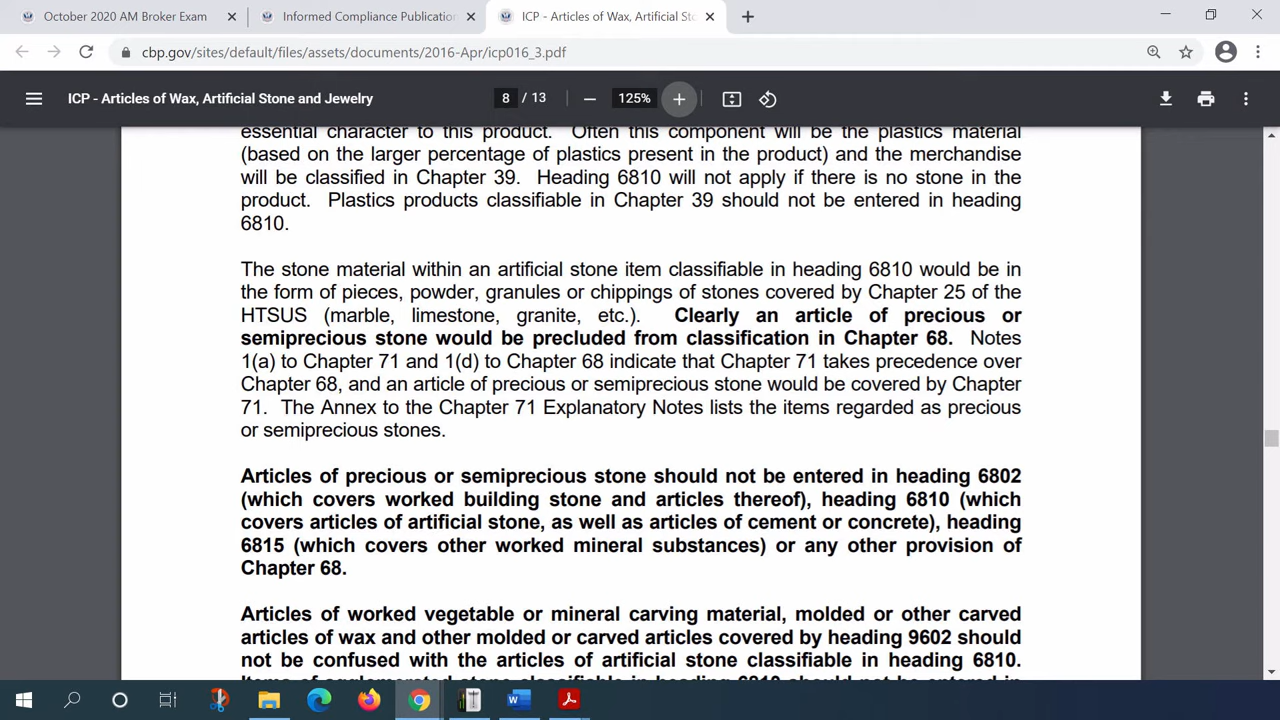 October 2020 AM Broker Exam
Informed Compliance Publication
ICP - Articles of Wax, Artificial Sto
cbp.gov/sites/default/files/assets/documents/2016-Apr/icp016_3.pdf
ICP - Articles of Wax, Artificial Stone and Jewelry
8 / 13
125%
essential character to this product. Often this component will be the plastics material
(based on the larger percentage of plastics present in the product) and the merchandise
will be classified in Chapter 39. Heading 6810 will not apply if there is no stone in the
product. Plastics products classifiable in Chapter 39 should not be entered in heading
6810.
The stone material within an artificial stone item classifiable in heading 6810 would be in
the form of pieces, powder, granules or chippings of stones covered by Chapter 25 of the
HTSUS (marble, limestone, granite, etc.). Clearly an article of precious or
semiprecious stone would be precluded from classification in Chapter 68. Notes
1(a) to Chapter 71 and 1(d) to Chapter 68 indicate that Chapter 71 takes precedence over
Chapter 68, and an article of precious or semiprecious stone would be covered by Chapter
71. The Annex to the Chapter 71 Explanatory Notes lists the items regarded as precious
or semiprecious stones.
Articles of precious or semiprecious stone should not be entered in heading 6802
(which covers worked building stone and articles thereof), heading 6810 (which
covers articles of artificial stone, as well as articles of cement or concrete), heading
6815 (which covers other worked mineral substances) or any other provision of
Chapter 68.
Articles of worked vegetable or mineral carving material, molded or other carved
articles of wax and other molded or carved articles covered by heading 9602 should
not be confused with the articles of artificial stone classifiable in heading 6810.
Items of agglomerated stone classifiable in heading 6810 should not be entered in